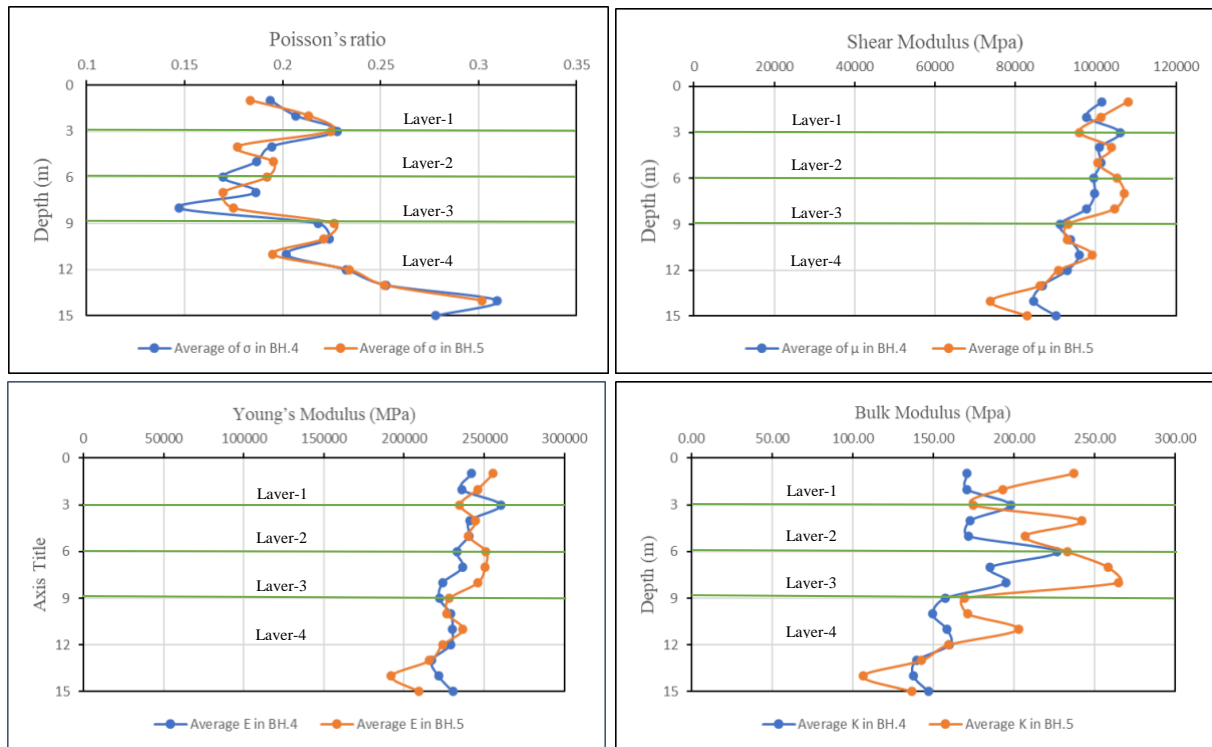 Poisson's ratio
0.1 0.15 0.2 0.25 0.3 0.35
0
3
6
9
12
15
Depth (m)
Layer-1
Layer-2
Layer-3
Layer-4
Average of σ in BH.4 Average of σ in BH.5
Shear Modulus (Mpa)
0 20000 40000 60000 80000 100000 120000
0
3
6
9
12
15
Depth (m)
Layer-1
Layer-2
Layer-3
Layer-4
Average of μ in BH.4 Average of μ in BH.5
Young's Modulus (MPa)
0 50000 100000 150000 200000 250000 300000
0
3
6
9
12
15
Axis Title
Layer-1
Layer-2
Layer-3
Layer-4
Average E in BH.4 Average E in BH.5
Bulk Modulus (Mpa)
0.00 50.00 100.00 150.00 200.00 250.00 300.00
0
3
6
9
12
15
Depth (m)
Layer-1
Layer-2
Layer-3
Layer-4
Average K in BH.4 Average K in BH.5